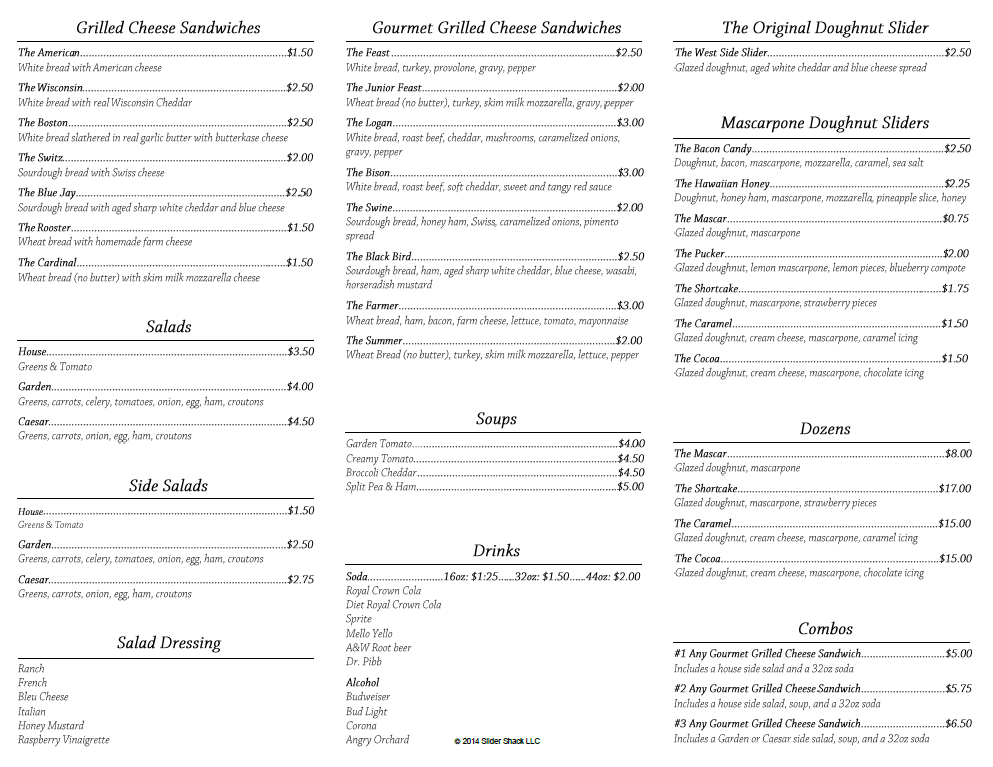 Grilled Cheese Sandwiches
The American....................$1.50
White bread with American cheese
The Wisconsin....................$2.50
White bread with real Wisconsin Cheddar
The Boston....................$2.50
White bread slathered in real garlic butter with butterkase cheese
The Switz....................$2.00
Sourdough bread with Swiss cheese
The Blue Jay....................$2.50
Sourdough bread with aged sharp white cheddar and blue cheese
The Rooster....................$1.50
Wheat bread with homemade farm cheese
The Cardinal....................$1.50
Wheat bread (no butter) with skim milk mozzarella cheese
Salads
House....................$3.50
Greens & Tomato
Garden....................$4.00
Greens, carrots, celery, tomatoes, onion, egg, ham, croutons
Caesar....................$4.50
Greens, carrots, onion, egg, ham, croutons
Side Salads
House....................$1.50
Greens & Tomato
Garden....................$2.50
Greens, carrots, celery, tomatoes, onion, egg, ham, croutons
Caesar....................$2.75
Greens, carrots, onion, egg, ham, croutons
Salad Dressing
Ranch
French
Bleu Cheese
Italian
Honey Mustard
Raspberry Vinaigrette
Gourmet Grilled Cheese Sandwiches
The Feast....................$2.50
White bread, turkey, provolone, gravy, pepper
The Junior Feast....................$2.00
Wheat bread (no butter), turkey, skim milk mozzarella, gravy, pepper
The Logan....................$3.00
White bread, roast beef, cheddar, mushrooms, caramelized onions,
gravy, pepper
The Bison....................$3.00
White bread, roast beef, soft cheddar, sweet and tangy red sauce
The Swine....................$2.00
Sourdough bread, honey ham, Swiss, caramelized onions, pimento
spread
The Black Bird....................$2.50
Sourdough bread, ham, aged sharp white cheddar, blue cheese, wasabi,
horseradish mustard
The Farmer....................$3.00
Wheat bread, ham, bacon, farm cheese, lettuce, tomato, mayonnaise
The Summer....................$2.00
Wheat Bread (no butter), turkey, skim milk mozzarella, lettuce, pepper
Soups
Garden Tomato....................$4.00
Creamy Tomato....................$4.50
Broccoli Cheddar....................$4.50
Split Pea & Ham....................$5.00
Drinks
Soda....................16oz: $1:25.....32oz: $1.50.....44oz: $2.00
Royal Crown Cola
Diet Royal Crown Cola
Sprite
Mello Yello
A&W Root beer
Dr. Pibb
Alcohol
Budweiser
Bud Light
Corona
Angry Orchard
© 2014 Slider Shack LLC
The Original Doughnut Slider
The West Side Slider....................$2.50
Glazed doughnut, aged white cheddar and blue cheese spread
Mascarpone Doughnut Sliders
The Bacon Candy....................$2.50
Doughnut, bacon, mascarpone, mozzarella, caramel, sea salt
The Hawaiian Honey....................$2.25
Doughnut, honey ham, mascarpone, mozzarella, pineapple slice, honey
The Mascar....................$0.75
Glazed doughnut, mascarpone
The Pucker....................$2.00
Glazed doughnut, lemon mascarpone, lemon pieces, blueberry compote
The Shortcake....................$1.75
Glazed doughnut, mascarpone, strawberry pieces
The Caramel....................$1.50
Glazed doughnut, cream cheese, mascarpone, caramel icing
The Cocoa....................$1.50
Glazed doughnut, cream cheese, mascarpone, chocolate icing
Dozens
The Mascar....................$8.00
Glazed doughnut, mascarpone
The Shortcake....................$17.00
Glazed doughnut, mascarpone, strawberry pieces
The Caramel....................$15.00
Glazed doughnut, cream cheese, mascarpone, caramel icing
The Cocoa....................$15.00
Glazed doughnut, cream cheese, mascarpone, chocolate icing
Combos
#1 Any Gourmet Grilled Cheese Sandwich....................$5.00
Includes a house side salad and a 32oz soda
#2 Any Gourmet Grilled Cheese Sandwich....................$5.75
Includes a house side salad, soup, and a 32oz soda
#3 Any Gourmet Grilled Cheese Sandwich....................$6.50
Includes a Garden or Caesar side salad, soup, and a 32oz soda